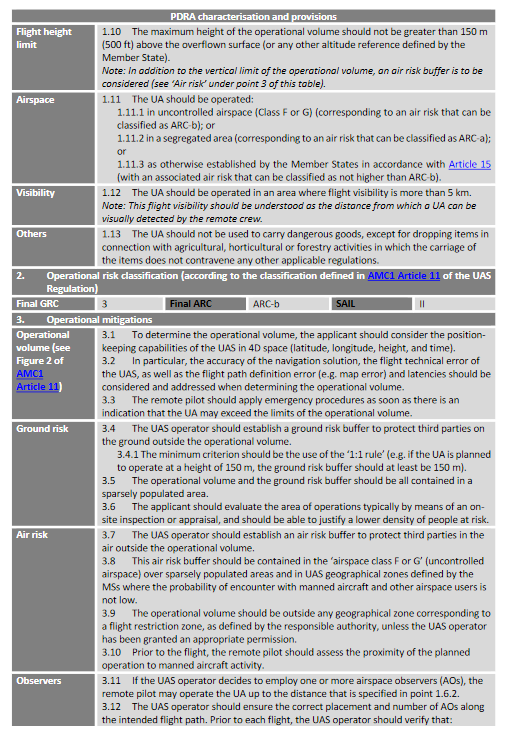 PDRA characterisation and provisions
Flight height
limit
1.10 The maximum height of the operational volume should not be greater than 150 m
(500 ft) above the overflown surface (or any other altitude reference defined by the
Member State).
Note: In addition to the vertical limit of the operational volume, an air risk buffer is to be
considered (see ‘Air risk’ under point 3 of this table).
Airspace
1.11 The UA should be operated:
1.11.1 in uncontrolled airspace (Class F or G) (corresponding to an air risk that can be
classified as ARC-b); or
1.11.2 in a segregated area (corresponding to an air risk that can be classified as ARC-a);
or
1.11.3 as otherwise established by the Member States in accordance with Article 15
(with an associated air risk that can be classified as not higher than ARC-b).
Visibility
1.12 The UA should be operated in an area where flight visibility is more than 5 km.
Note: This flight visibility should be understood as the distance from which a UA can be
visually detected by the remote crew.
Others
1.13 The UA should not be used to carry dangerous goods, except for dropping items in
connection with agricultural, horticultural or forestry activities in which the carriage of
the items does not contravene any other applicable regulations.
2. Operational risk classification (according to the classification defined in AMC1 Article 11 of the UAS
Regulation)
Final GRC 3 Final ARC ARC-b SAIL II
3. Operational mitigations
Operational
volume (see
Figure 2 of
AMC1
Article 11)
3.1 To determine the operational volume, the applicant should consider the position-
keeping capabilities of the UAS in 4D space (latitude, longitude, height, and time).
3.2 In particular, the accuracy of the navigation solution, the flight technical error of
the UAS, as well as the flight path definition error (e.g. map error) and latencies should be
considered and addressed when determining the operational volume.
3.3 The remote pilot should apply emergency procedures as soon as there is an
indication that the UA may exceed the limits of the operational volume.
Ground risk
3.4 The UAS operator should establish a ground risk buffer to protect third parties on
the ground outside the operational volume.
3.4.1 The minimum criterion should be the use of the ‘1:1 rule’ (e.g. if the UA is planned
to operate at a height of 150 m, the ground risk buffer should at least be 150 m).
3.5 The operational volume and the ground risk buffer should be all contained in a
sparsely populated area.
3.6 The applicant should evaluate the area of operations typically by means of an on-
site inspection or appraisal, and should be able to justify a lower density of people at risk.
Air risk
3.7 The UAS operator should establish an air risk buffer to protect third parties in the
air outside the operational volume.
3.8 This air risk buffer should be contained in the ‘airspace class F or G’ (uncontrolled
airspace) over sparsely populated areas and in UAS geographical zones defined by the
MSs where the probability of encounter with manned aircraft and other airspace users is
not low.
3.9 The operational volume should be outside any geographical zone corresponding to
a flight restriction zone, as defined by the responsible authority, unless the UAS operator
has been granted an appropriate permission.
3.10 Prior to the flight, the remote pilot should assess the proximity of the planned
operation to manned aircraft activity.
Observers
3.11 If the UAS operator decides to employ one or more airspace observers (AOs), the
remote pilot may operate the UA up to the distance that is specified in point 1.6.2.
3.12 The UAS operator should ensure the correct placement and number of AOs along
the intended flight path. Prior to each flight, the UAS operator should verify that: